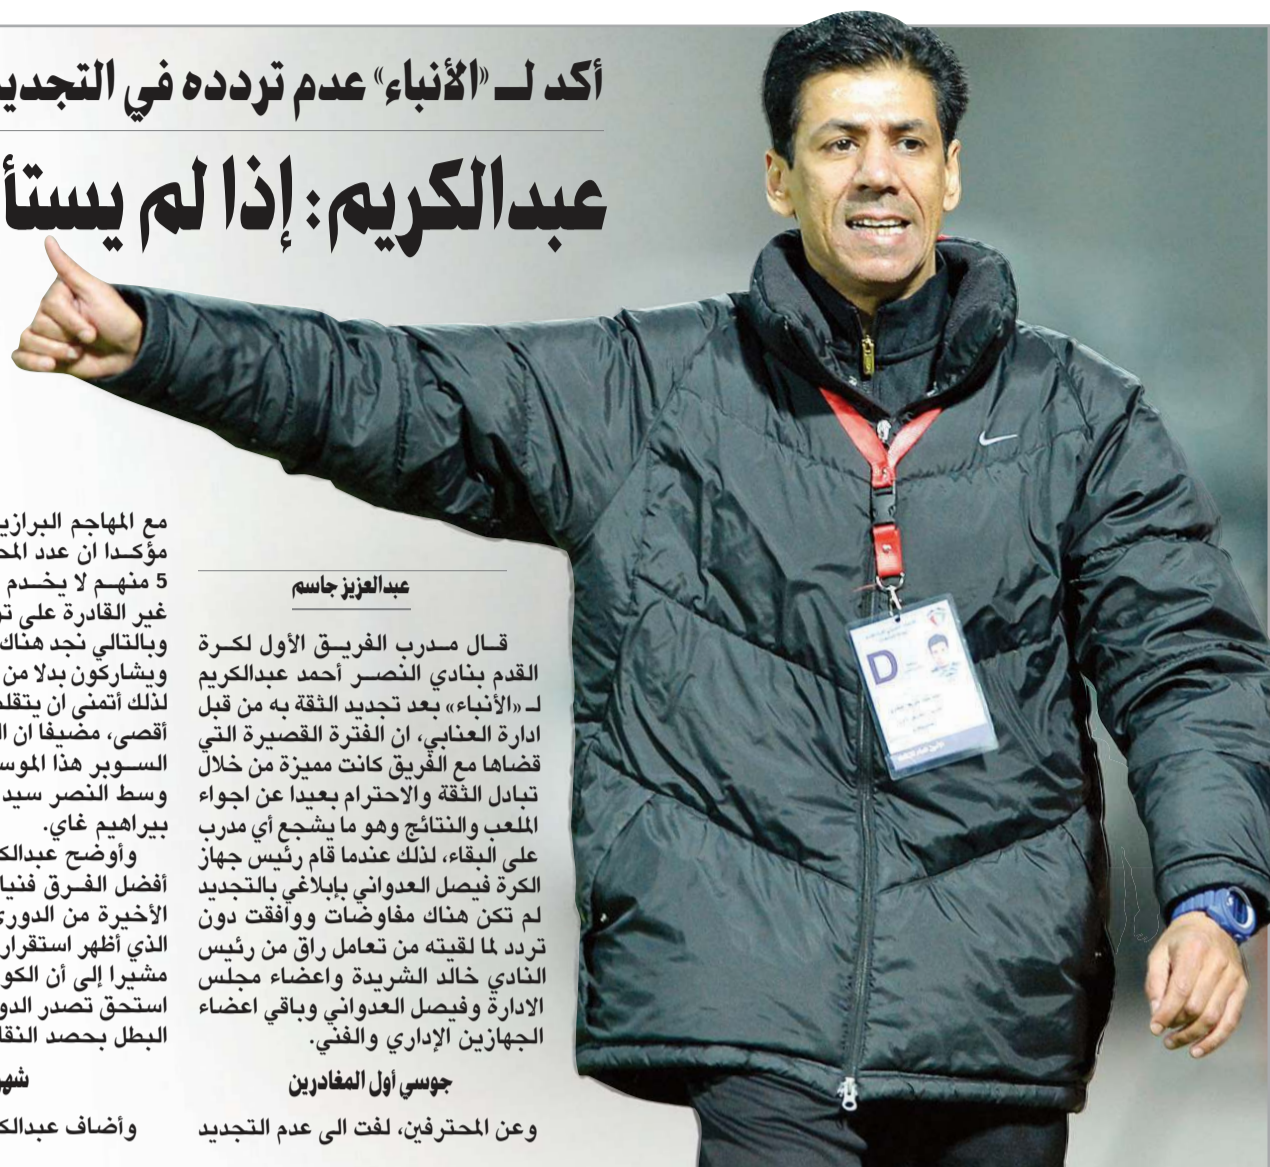 أكد لـ «الأنباء» عدم تردده في التجديد
عبدالكريم: إذا لم يستأ
عبدالعزيز جاسم
قال مدرب الفريق الأول لكرة
القدم بنادي النصر أحمد عبدالكريم
لـ «الأنباء» بعد تجديد الثقة به من قبل
ادارة العنابي، ان الفترة القصيرة التي
قضاها مع الفريق كانت مميزة من خلال
تبادل الثقة والاحترام بعيدا عن اجواء
الملعب والنتائج وهو ما يشجع أي مدرب
على البقاء، لذلك عندما قام رئيس جهاز
الكرة فيصل العدواني بإبلاغي بالتجديد
لم تكن هناك مفاوضات ووافقت دون
تردد لما لقيته من تعامل راق من رئيس
النادي خالد الشريدة واعضاء مجلس
الادارة وفيصل العدواني وباقي اعضاء
الجهازين الإداري والفني.
جوسي أول المغادرين
وعن المحترفين، لفت الى عدم التجديد
مع المهاجم البرازي
مؤكدا ان عدد المح
5 منهم لا يخدم
غير القادرة على ت
وبالتالي نجد هناك
ويشاركون بدلا من
لذلك أتمنى ان يتقل
أقصى، مضيفا ان ا
السوبر هذا الموس
وسط النصر سيد
بيراهيم غاي.
وأوضح عبدالك
أفضل الفرق فنيا
الأخيرة من الدوري
الذي أظهر استقرار
مشيرا إلى أن الكو
استحق تصدر الدو
البطل بحصد النقا
شهر
وأضاف عبدالك
D